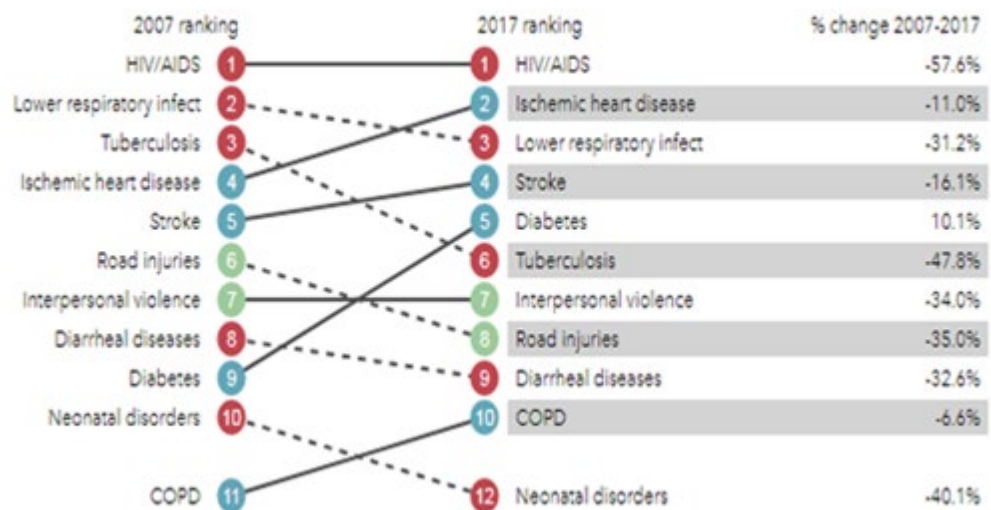 2007 ranking 2017 ranking % change 2007-2017
HIV/AIDS 1 1 HIV/AIDS -57.6%
Lower respiratory infect 2 2 Ischemic heart disease -11.0%
Tuberculosis 3 3 Lower respiratory infect -31.2%
Ischemic heart disease 4 4 Stroke -16.1%
Stroke 5 5 Diabetes 10.1%
Road injuries 6 6 Tuberculosis -47.8%
Interpersonal violence 7 7 Interpersonal violence -34.0%
Diarrheal diseases 8 8 Road injuries -35.0%
Diabetes 9 9 Diarrheal diseases -32.6%
Neonatal disorders 10 10 COPD -6.6%
COPD 11 12 Neonatal disorders -40.1%